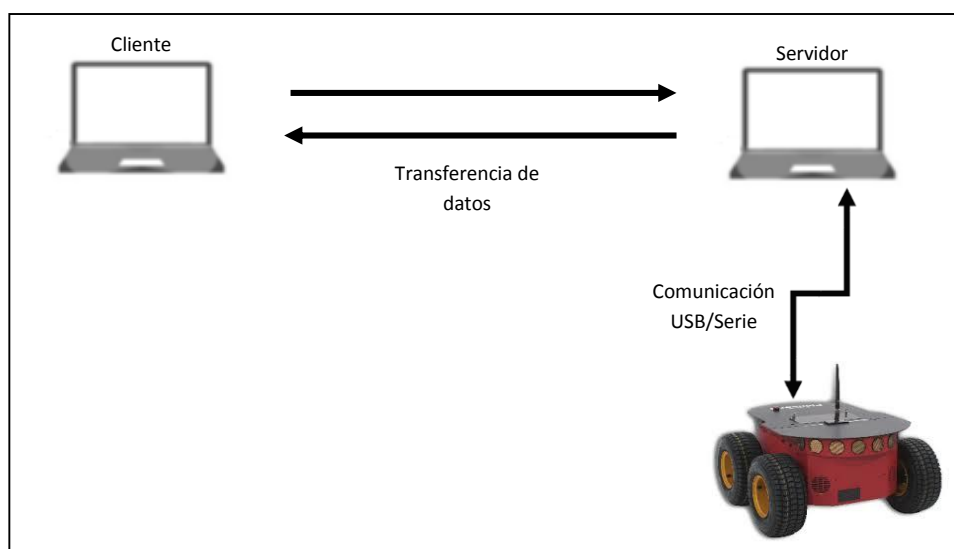 Cliente
Servidor
Transferencia de
datos
Comunicación
USB/Serie